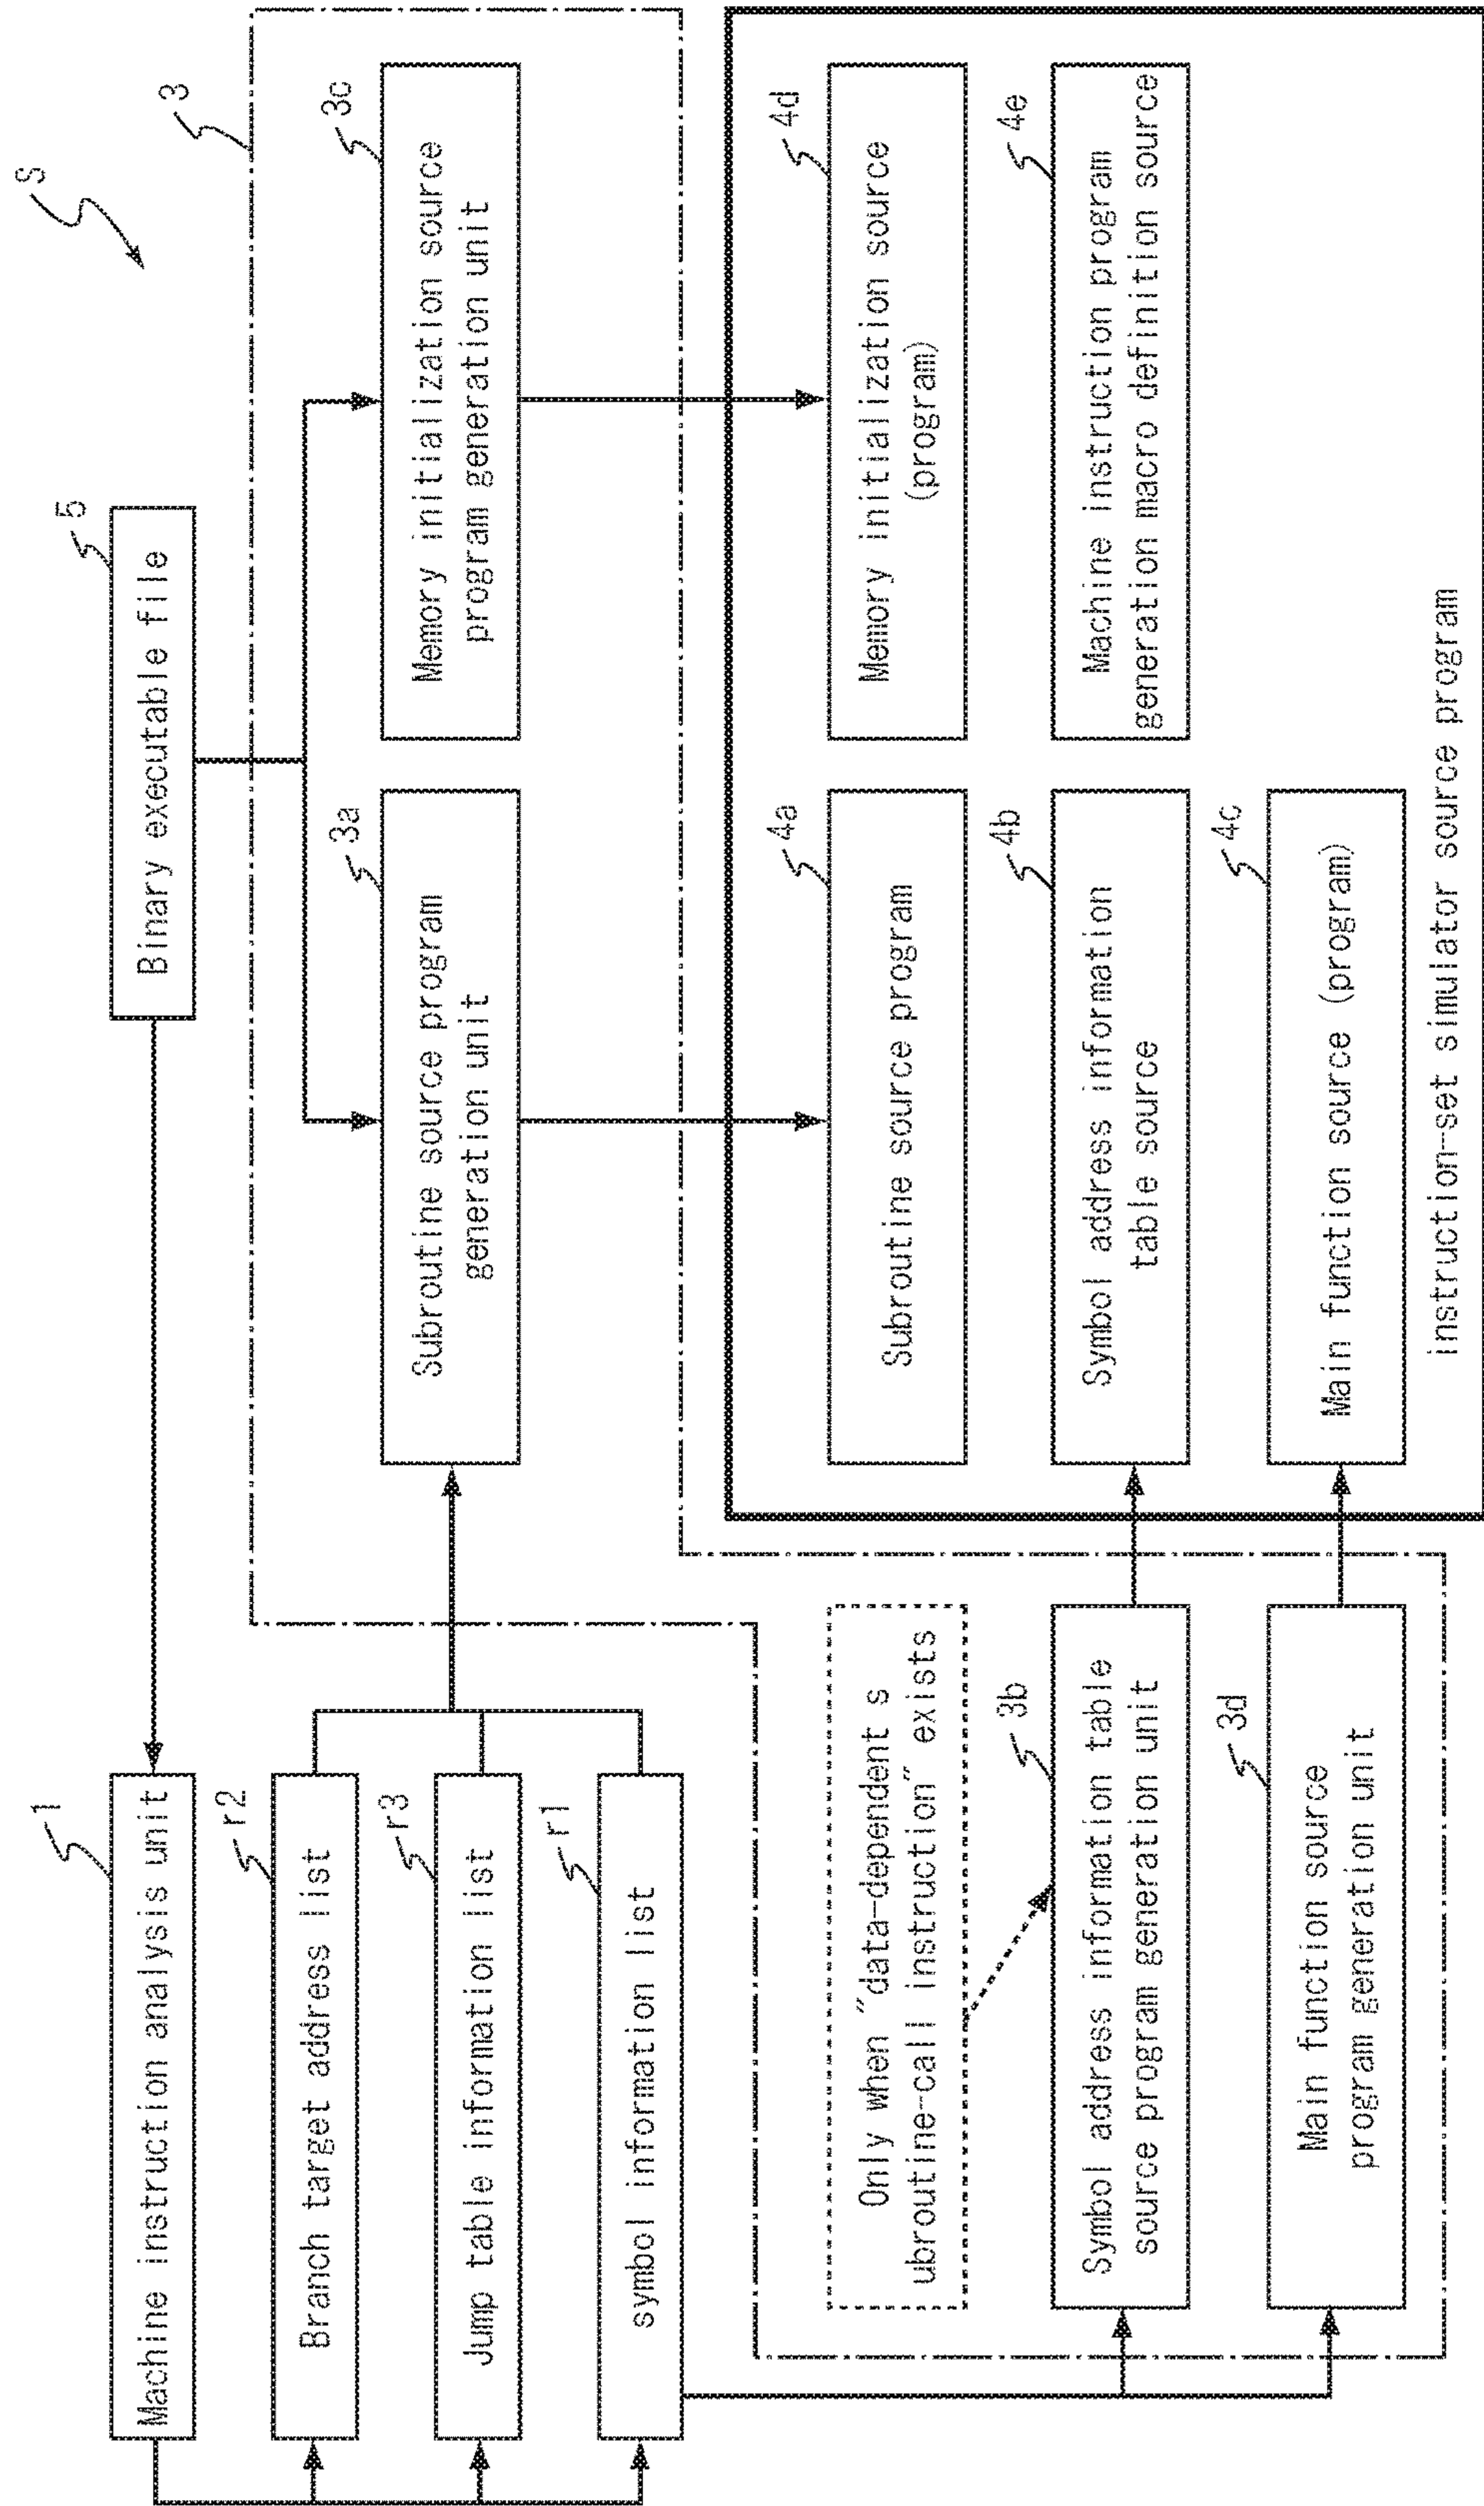 S
1
Machine instruction analysis unit
5
Binary executable file
r2
Branch target address list
r3
Jump table information list
r1
symbol information list
3
3a
Subroutine source program
generation unit
3c
Memory initialization source
program generation unit
Only when "data-dependent s
ubroutine-call instruction" exists
3b
Symbol address information table
source program generation unit
3d
Main function source
program generation unit
4a
Subroutine source program
4d
Memory initialization source
(program)
4b
Symbol address information
table source
4e
Machine instruction program
generation macro definition source
4c
Main function source (program)
instruction-set simulator source program